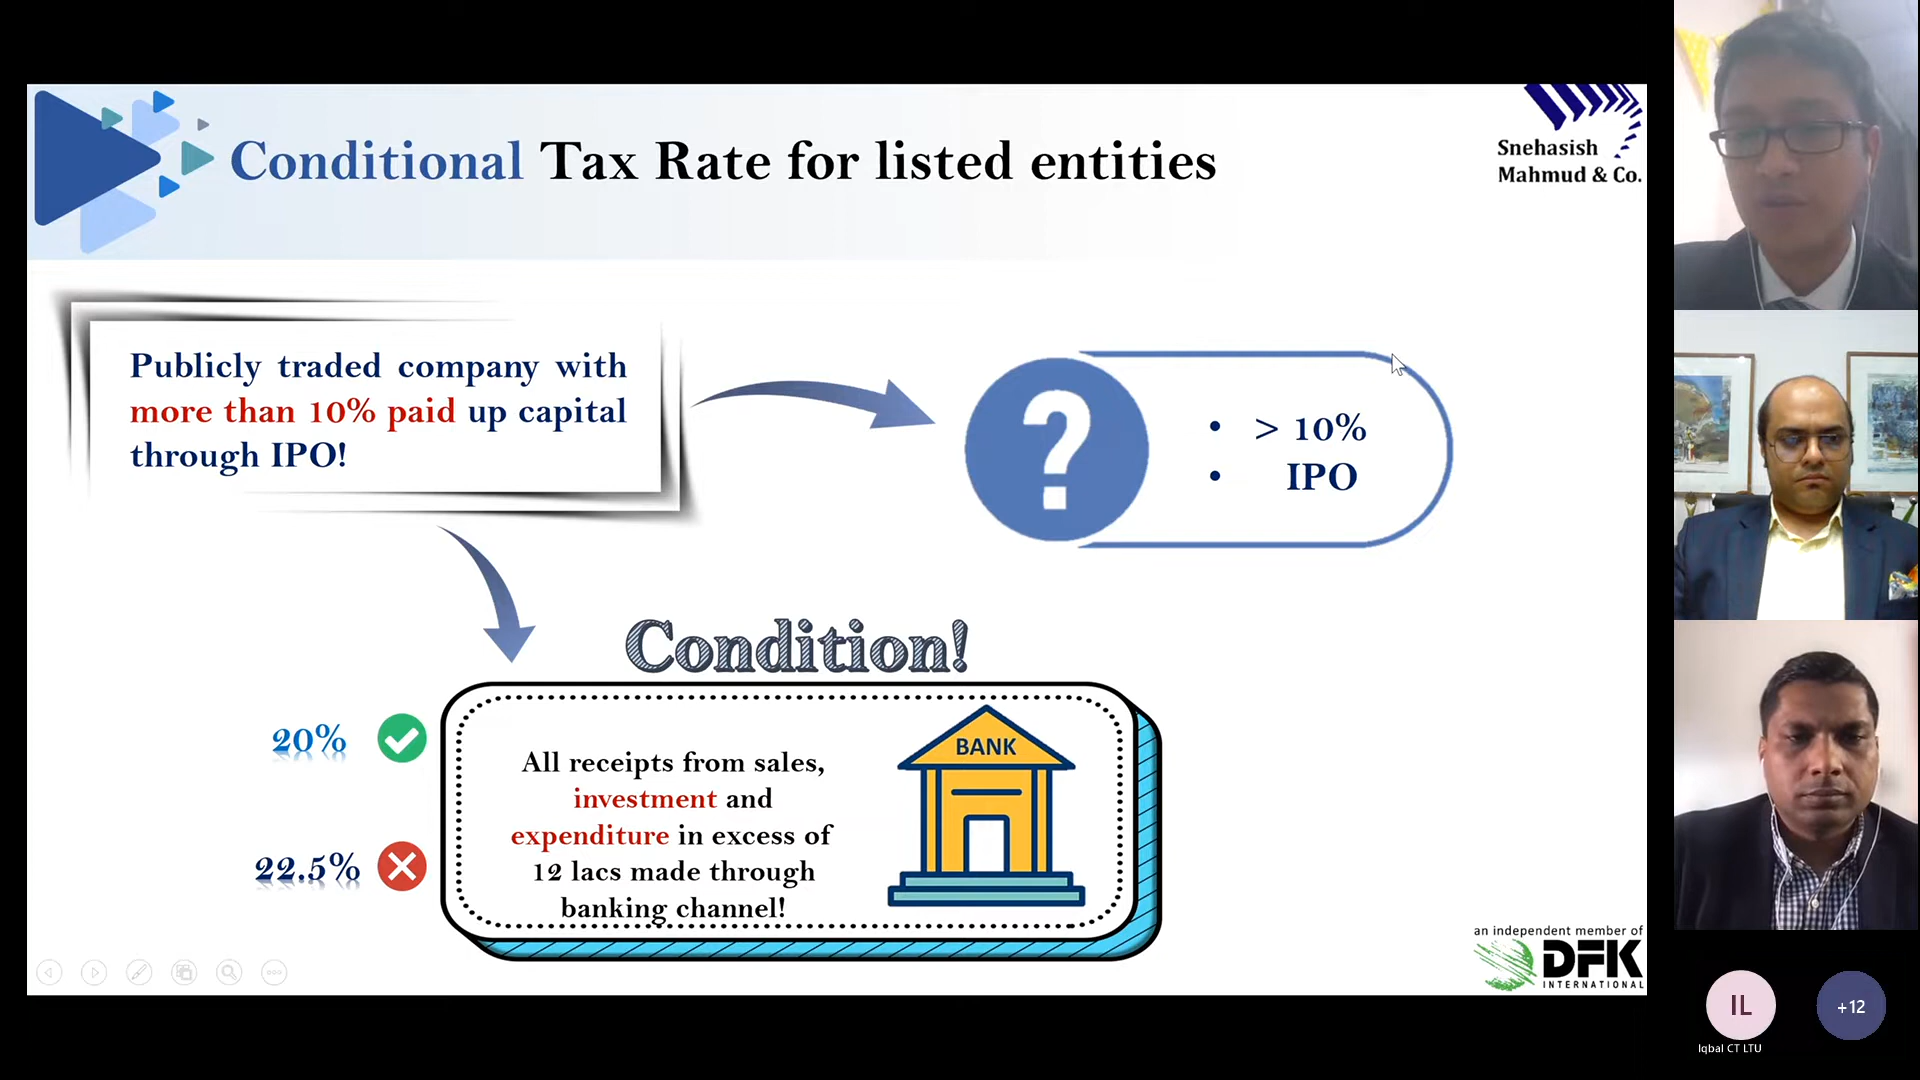 Conditional Tax Rate for listed entities
Snehasish
Mahmud & Co.
Publicly traded company with
more than 10% paid up capital
through IPO!
?
• > 10%
• IPO
Condition!
20%
22.5%
All receipts from sales,
investment and
expenditure in excess of
12 lacs made through
banking channel!
BANK
an independent member of
DFK
INTERNATIONAL
IL
+12
Iqbal CT LTU